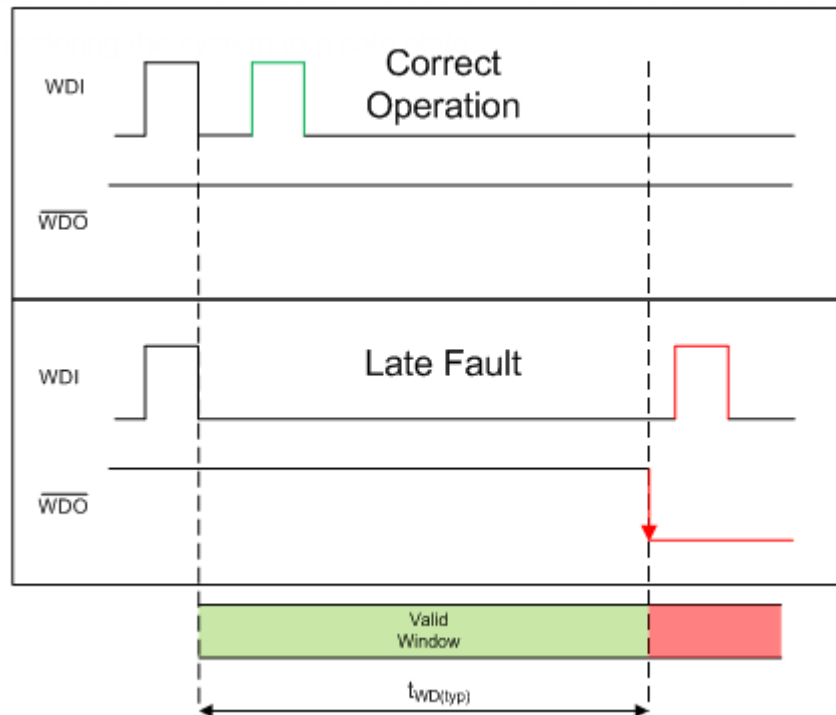 Correct
Operation
WDI
WDO
Late Fault
WDI
WDO
Valid
Window
tWD(typ)